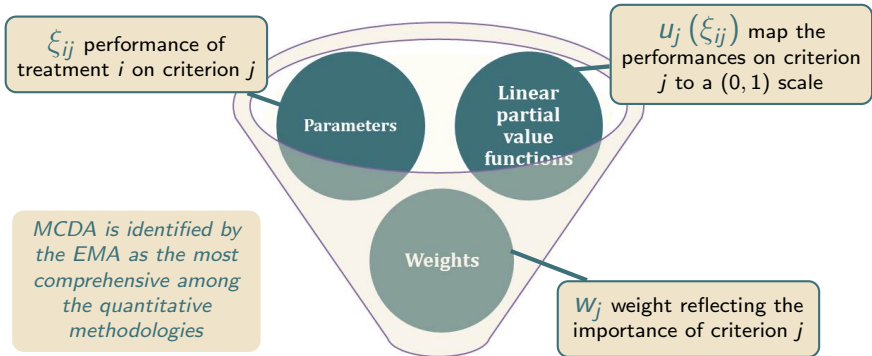 ξij performance of
treatment i on criterion j
uj (ξij) map the
performances on criterion
j to a (0, 1) scale
Parameters
Linear
partial
value
functions
Weights
MCDA is identified by
the EMA as the most
comprehensive among
the quantitative
methodologies
wj weight reflecting the
importance of criterion j